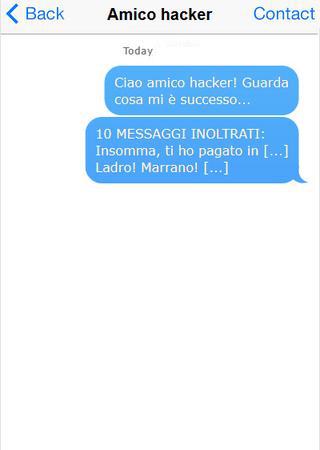 Back Amico hacker Contact
Today
Ciao amico hacker! Guarda
cosa mi è successo...
10 MESSAGGI INOLTRATI:
Insomma, ti ho pagato in [...]
Ladro! Marrano! [...]